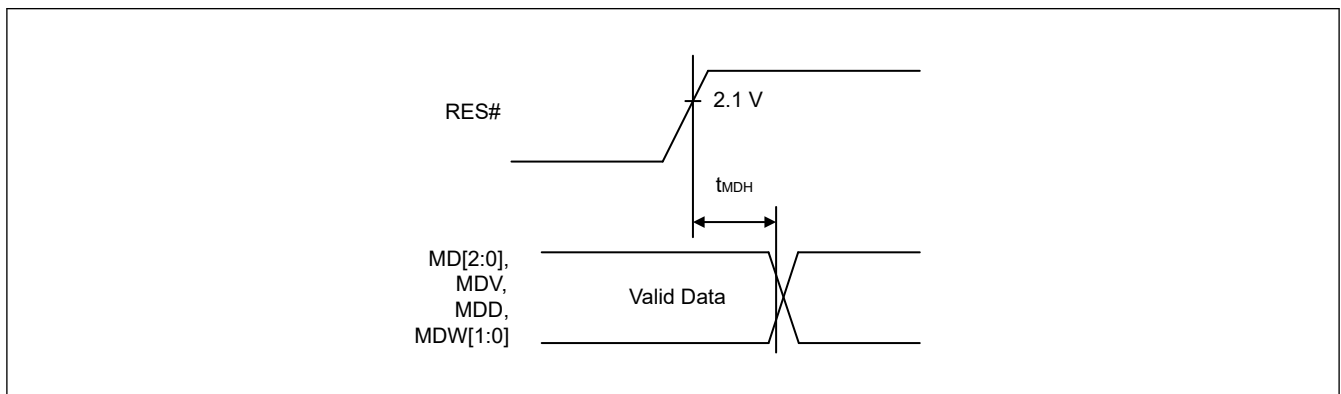 RES#
2.1 V
tMDH
MD[2:0],
MDV,
MDD,
MDW[1:0]
Valid Data